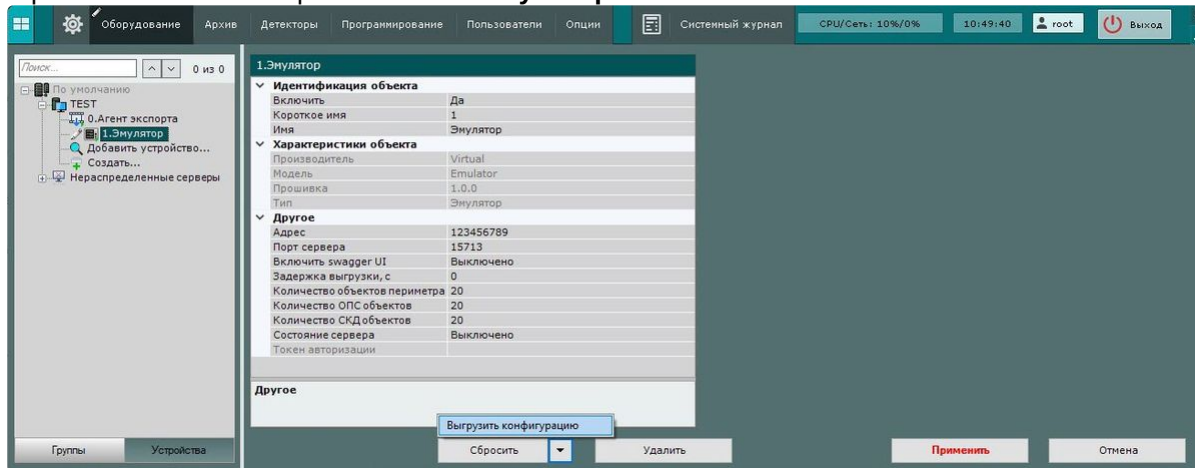 Оборудование Архив Детекторы Программирование Пользователи Опции Системный журнал CPU/Сеть: 10%/0% 10:49:40 root Выход
Поиск... 0 из 0
По умолчанию
TEST
0.Агент экспорта
1.Эмулятор
Добавить устройство...
Создать...
Нераспределенные серверы
1.Эмулятор
Идентификация объекта
Включить Да
Короткое имя 1
Имя Эмулятор
Характеристики объекта
Производитель Virtual
Модель Emulator
Прошивка 1.0.0
Тип Эмулятор
Другое
Адрес 123456789
Порт сервера 15713
Включить swagger UI Выключено
Задержка выгрузки, с 0
Количество объектов периметра 20
Количество ОПС объектов 20
Количество СКД объектов 20
Состояние сервера Выключено
Токен авторизации
Другое
Выгрузить конфигурацию
Группы Устройства Сбросить Удалить Применить Отмена